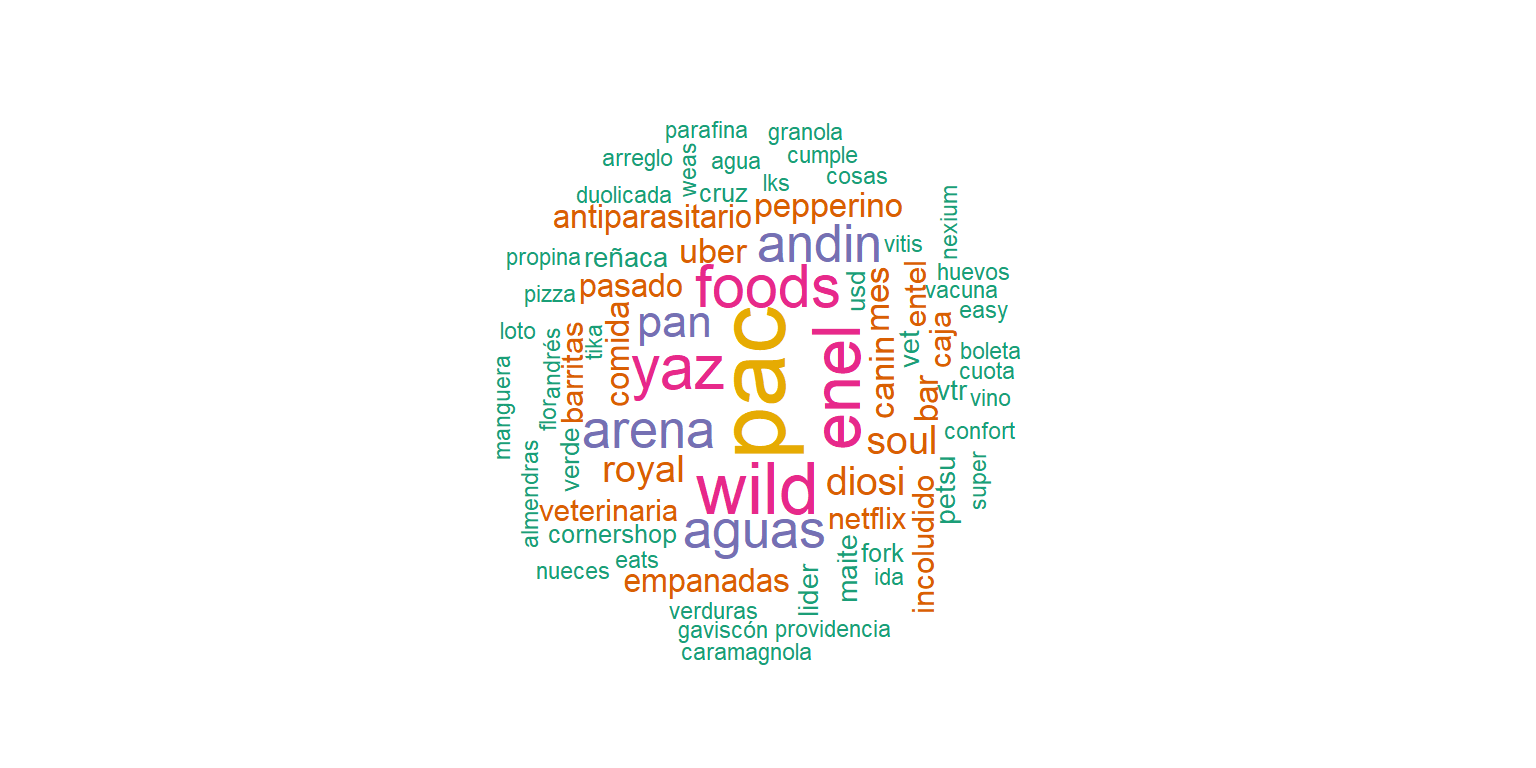 parafina
granola
arreglo
weas
agua
cumple
cosas
lks
duolicada
cruz
nexium
antiparasitario
pepperino
andin
vitis
propina
reñaca
uber
foods
usd
mes
entel
huevos
vacuna
easy
pizza
pasado
pan
pac
enel
canin
vet
caja
loto
andrés
barritas
tika
comida
yaz
boleta
cuota
bar
vtr
vino
manguera
flor
verde
arena
soul
confort
almendras
royal
wild
diosi
petsu
super
veterinaria
aguas
netflix
incoludido
cornershop
nueces
eats
maite
fork
ida
empanadas
lider
verduras
gaviscón
providencia
caramagnola